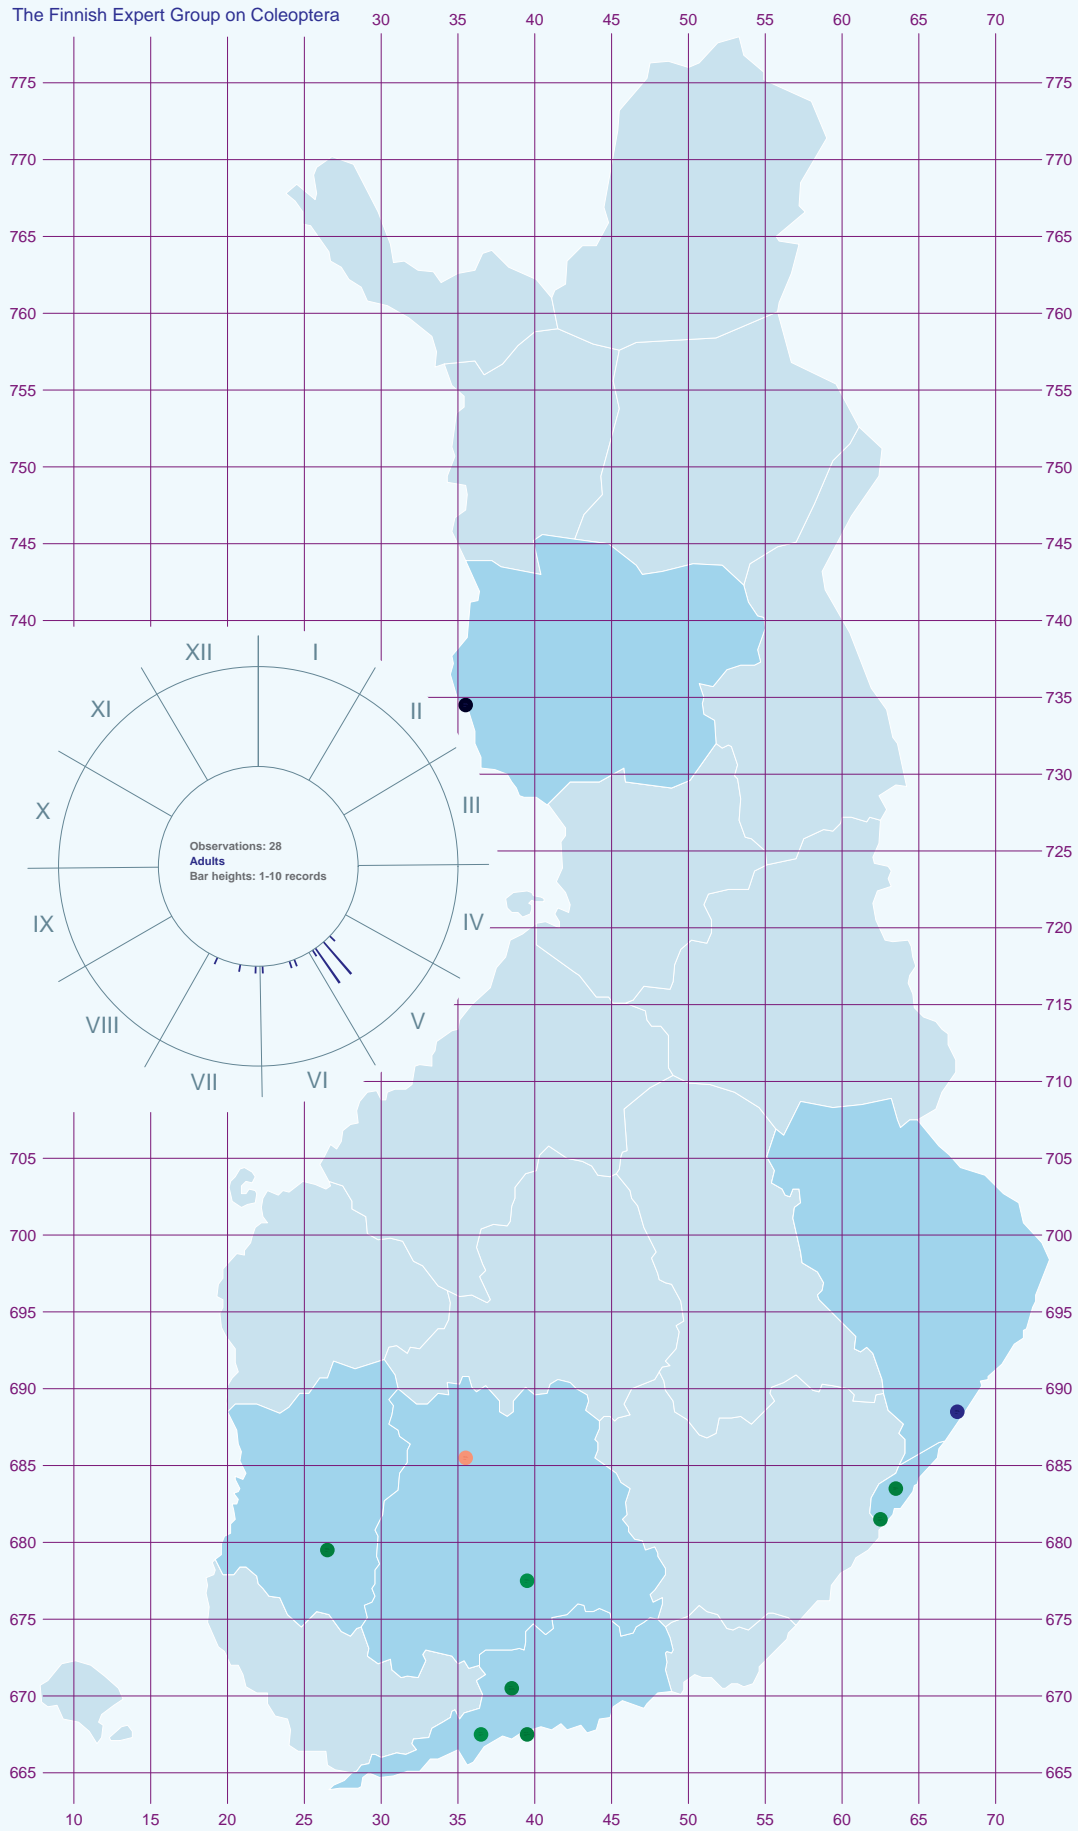 The Finnish Expert Group on Coleoptera
30 35 40 45 50 55 60 65 70
775 775
770 770
765 765
760 760
755 755
750 750
745 745
740 740
XII I
735
XI II
730
X III
Observations: 28
Adults
Bar heights: 1-10 records
725
IX IV
720
VIII V
715
VII VI
710
705 705
700 700
695 695
690 690
685 685
680 680
675 675
670 670
665 665
10 15 20 25 30 35 40 45 50 55 60 65 70